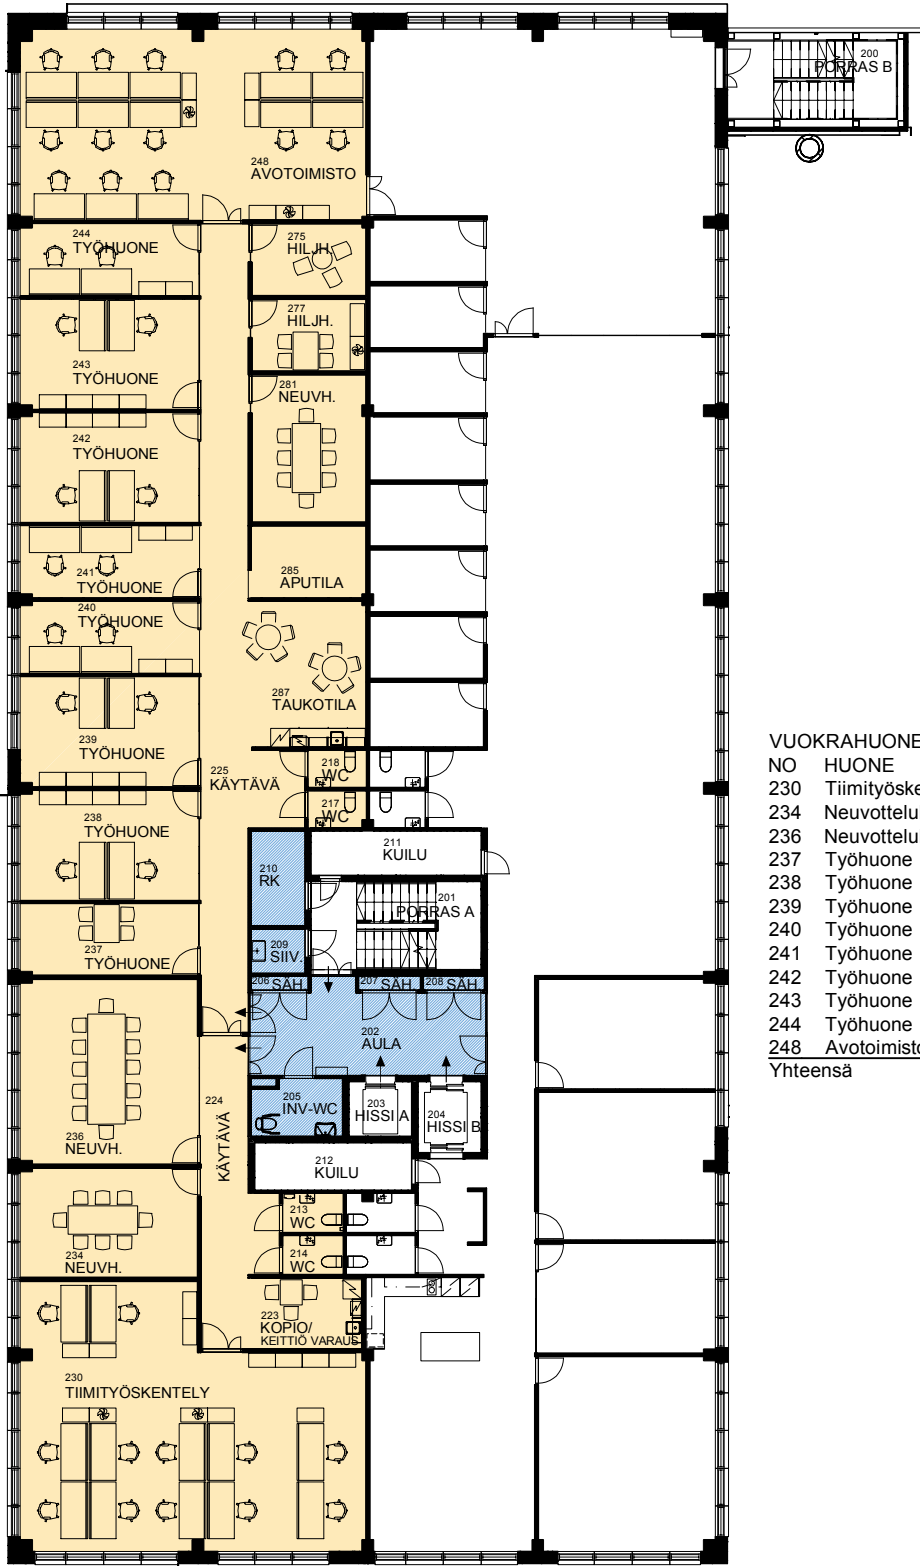 200
PORRAS B
248
AVOTOIMISTO
244
TYÖHUONE
275
HILJH.
277
HILJH.
243
TYÖHUONE
281
NEUVH.
242
TYÖHUONE
241
TYÖHUONE
285
APUTILA
240
TYÖHUONE
287
TAUKOTILA
239
TYÖHUONE
225
KÄYTÄVÄ
218
WC
217
WC
238
TYÖHUONE
211
KUILU
210
RK
201
PORRAS A
237
TYÖHUONE
209
SIIV.
206 SÄH.
207 SÄH.
208 SÄH.
202
AULA
224
KÄYTÄVÄ
205
INV-WC
203
HISSI A
204
HISSI B
236
NEUVH.
212
KUILU
213
WC
214
WC
234
NEUVH.
223
KOPIO/
KEITTIÖ VARAUS
230
TIIMITYÖSKENTELY
VUOKRAHUONE
NO HUONE
230 Tiimityöske
234 Neuvottelu
236 Neuvottelu
237 Työhuone
238 Työhuone
239 Työhuone
240 Työhuone
241 Työhuone
242 Työhuone
243 Työhuone
244 Työhuone
248 Avotoimisto
Yhteensä